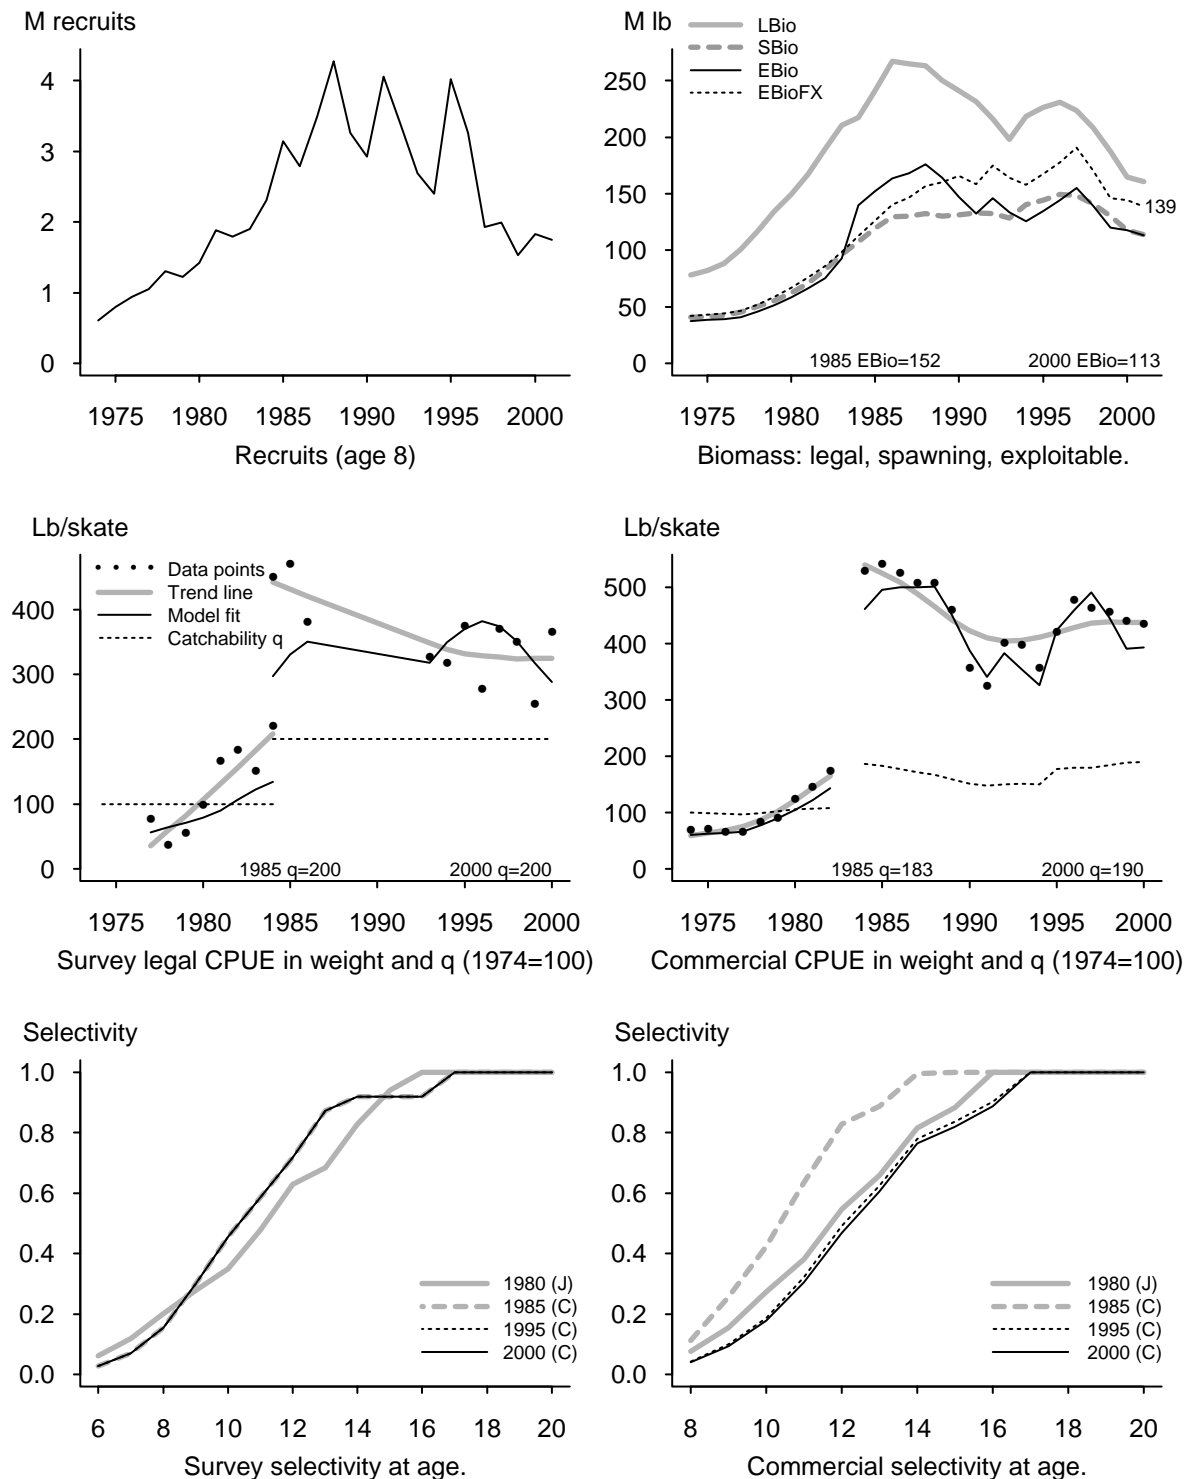 M recruits
4
3
2
1
0
1975 1980 1985 1990 1995 2000
Recruits (age 8)
M lb
LBio
SBio
EBio
EBioFX
250
200
150
100
50
0
139
1985 EBio=152 2000 EBio=113
1975 1980 1985 1990 1995 2000
Biomass: legal, spawning, exploitable.
Lb/skate
Data points
Trend line
Model fit
Catchability q
400
300
200
100
0
1985 q=200 2000 q=200
1975 1980 1985 1990 1995 2000
Survey legal CPUE in weight and q (1974=100)
Lb/skate
500
400
300
200
100
0
1985 q=183 2000 q=190
1975 1980 1985 1990 1995 2000
Commercial CPUE in weight and q (1974=100)
Selectivity
1.0
0.8
0.6
0.4
0.2
0.0
1980 (J)
1985 (C)
1995 (C)
2000 (C)
6 8 10 12 14 16 18 20
Survey selectivity at age.
Selectivity
1.0
0.8
0.6
0.4
0.2
0.0
1980 (J)
1985 (C)
1995 (C)
2000 (C)
8 10 12 14 16 18 20
Commercial selectivity at age.